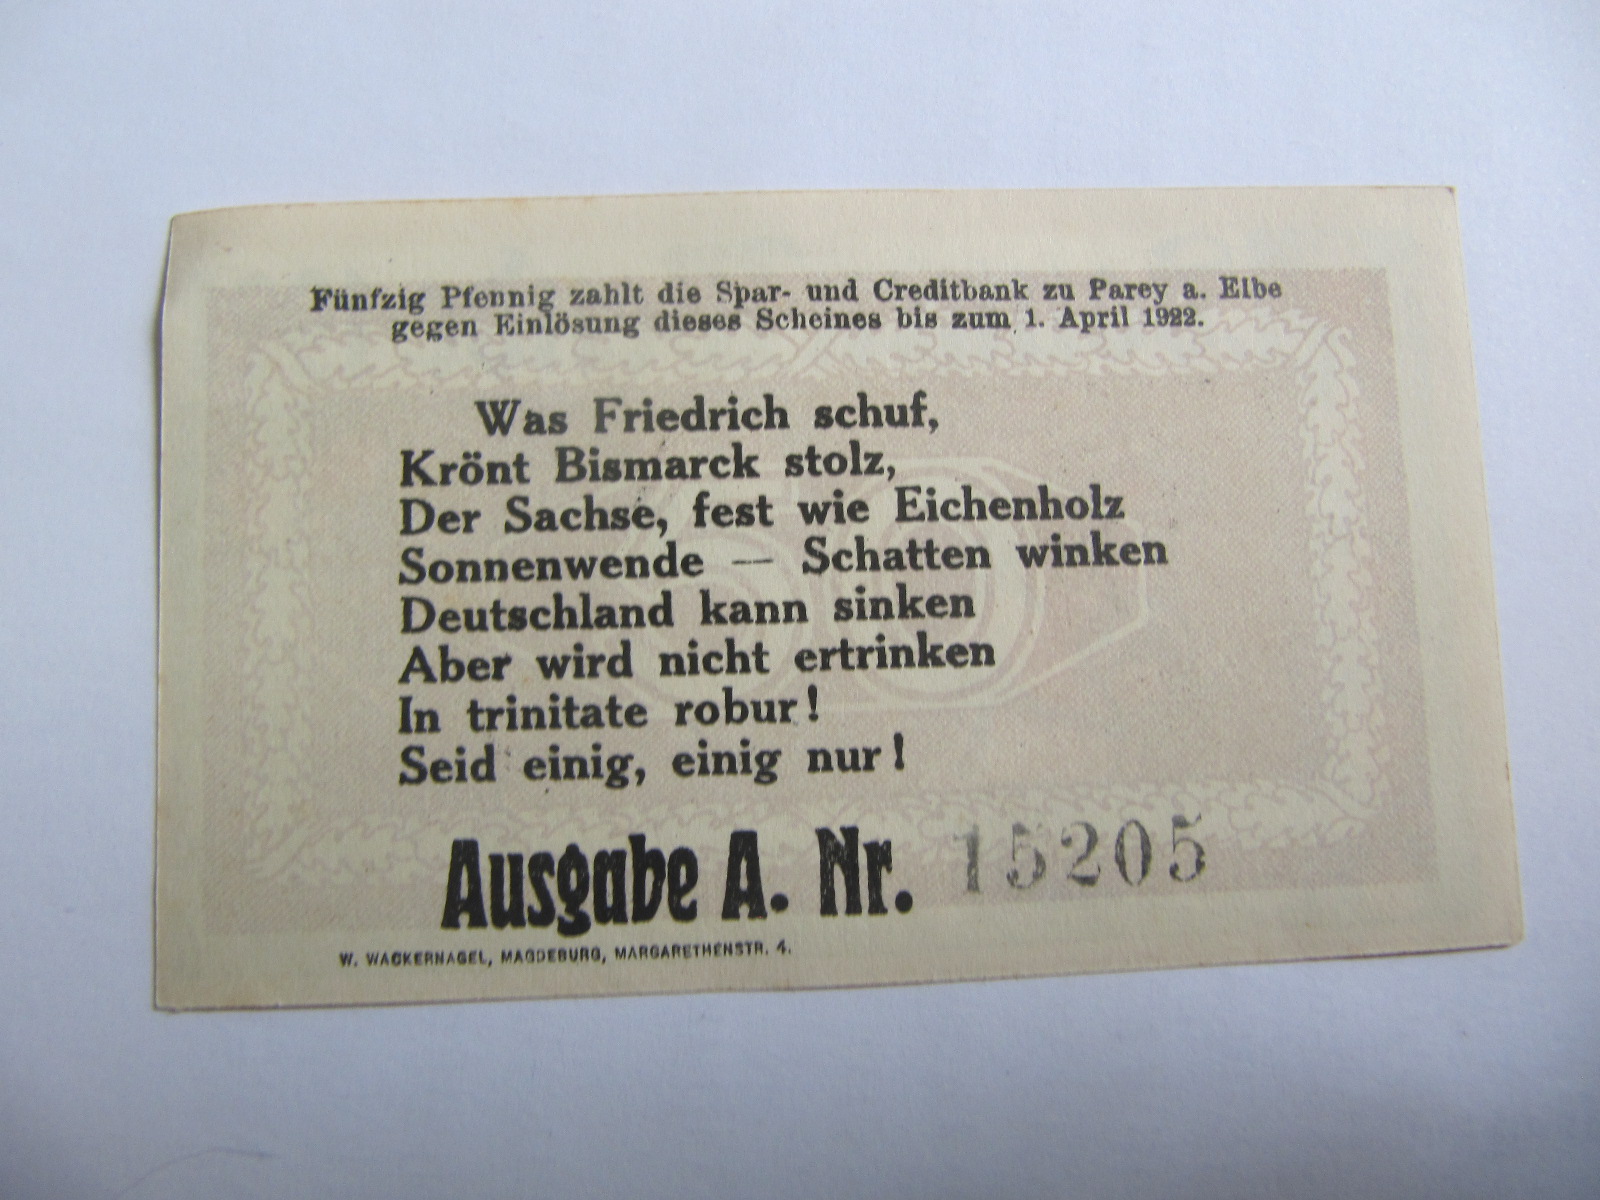 Fünfzig Pfennig zahlt die Spar- und Creditbank zu Parey a. Elbe
gegen Einlösung dieses Scheines bis zum 1. April 1922.
Was Friedrich schuf,
Krönt Bismarck stolz,
Der Sachse, fest wie Eichenholz
Sonnenwende — Schatten winken
Deutschland kann sinken
Aber wird nicht ertrinken
In trinitate robur!
Seid einig, einig nur!
Ausgabe A. Nr. 15205
W. WACKERNAGEL, MAGDEBURG, MARGARETHENSTR. 4.
50